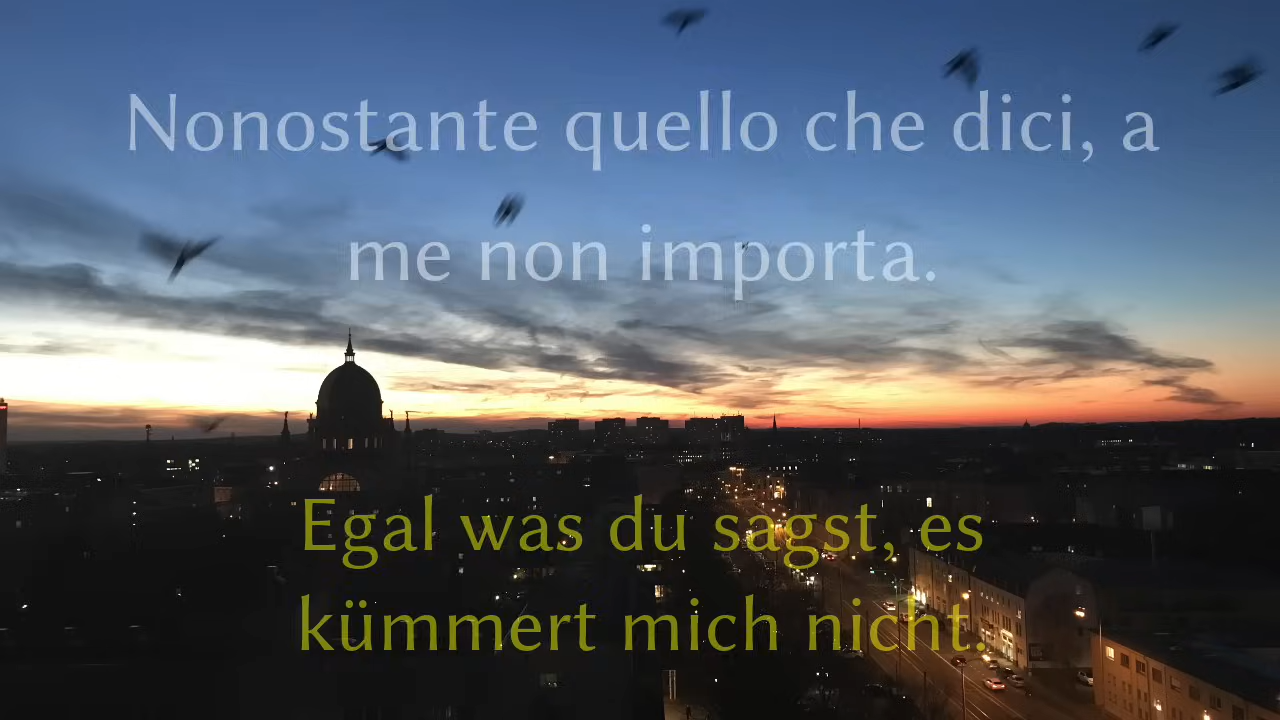 Nonostante quello che dici, a
me non importa.
Egal was du sagst, es
kümmert mich nicht.